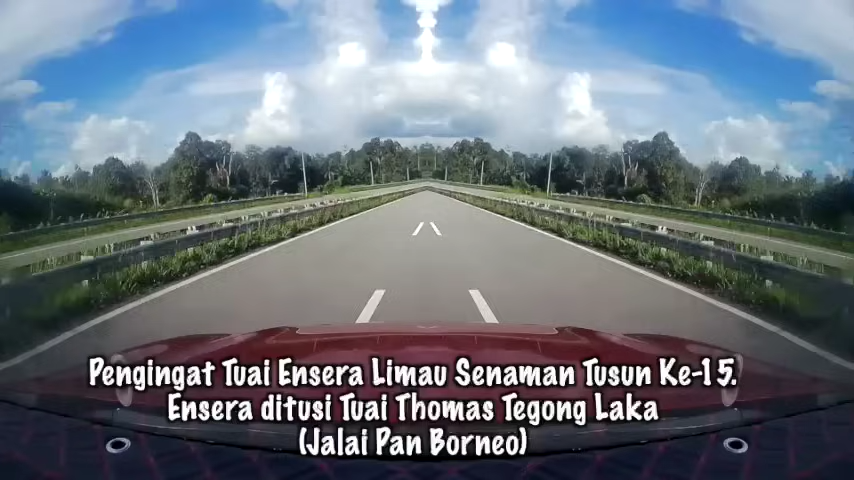 Pengingat Tuai Ensera Limau Senaman Tusun Ke-15.
Ensera ditusi Tuai Thomas Tegong Laka
(Jalai Pan Borneo)